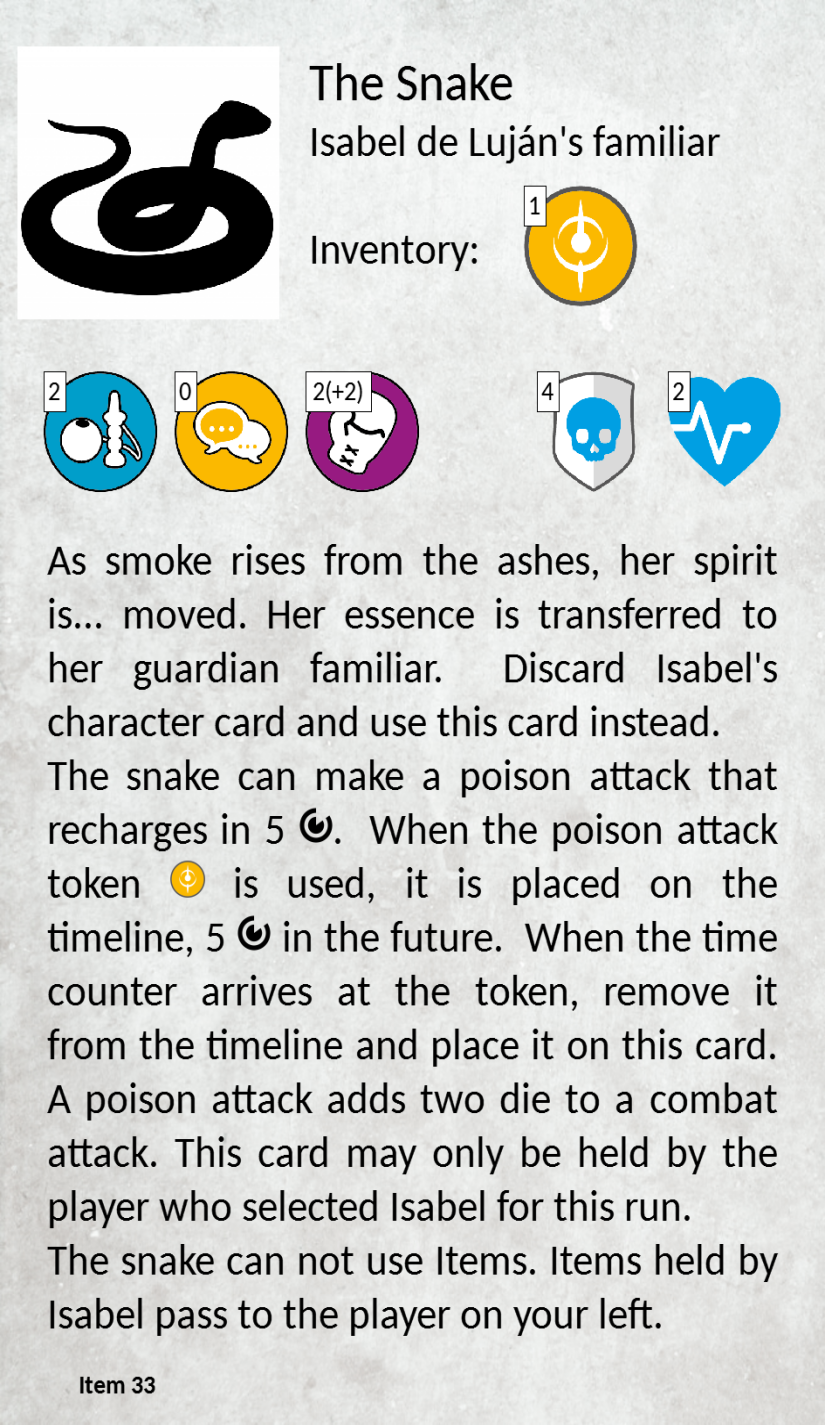 The Snake
Isabel de Luján's familiar
Inventory:
1
2
0
2(+2)
4
2
As smoke rises from the ashes, her spirit
is... moved. Her essence is transferred to
her guardian familiar. Discard Isabel's
character card and use this card instead.
The snake can make a poison attack that
recharges in 5 . When the poison attack
token is used, it is placed on the
timeline, 5 in the future. When the time
counter arrives at the token, remove it
from the timeline and place it on this card.
A poison attack adds two die to a combat
attack. This card may only be held by the
player who selected Isabel for this run.
The snake can not use Items. Items held by
Isabel pass to the player on your left.
Item 33